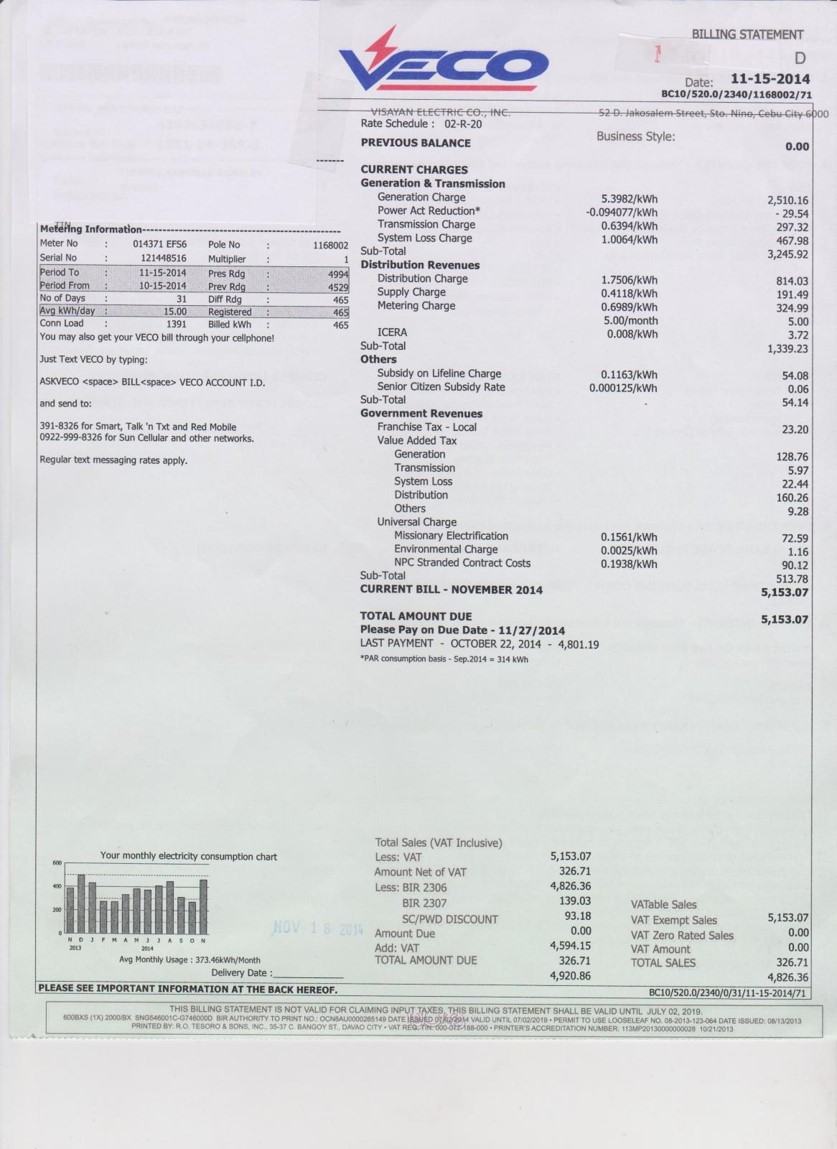 VECO
BILLING STATEMENT
D
Date: 11-15-2014
BC10/520.0/2340/1168002/71
VISAYAN ELECTRIC CO., INC. 52 D. Jakosalem Street, Sto. Nino, Cebu City 6000
Rate Schedule : 02-R-20
Business Style:
PREVIOUS BALANCE 0.00
CURRENT CHARGES
Generation & Transmission
Generation Charge 5.3982/kWh 2,510.16
Power Act Reduction* -0.094077/kWh - 29.54
Transmission Charge 0.6394/kWh 297.32
System Loss Charge 1.0064/kWh 467.98
Sub-Total 3,245.92
Distribution Revenues
Distribution Charge 1.7506/kWh 814.03
Supply Charge 0.4118/kWh 191.49
Metering Charge 0.6989/kWh 324.99
5.00/month 5.00
ICERA 0.008/kWh 3.72
Sub-Total 1,339.23
Others
Subsidy on Lifeline Charge 0.1163/kWh 54.08
Senior Citizen Subsidy Rate 0.000125/kWh 0.06
Sub-Total 54.14
Government Revenues
Franchise Tax - Local 23.20
Value Added Tax
Generation 128.76
Transmission 5.97
System Loss 22.44
Distribution 160.26
Others 9.28
Universal Charge
Missionary Electrification 0.1561/kWh 72.59
Environmental Charge 0.0025/kWh 1.16
NPC Stranded Contract Costs 0.1938/kWh 90.12
Sub-Total 513.78
CURRENT BILL - NOVEMBER 2014 5,153.07
TOTAL AMOUNT DUE 5,153.07
Please Pay on Due Date - 11/27/2014
LAST PAYMENT - OCTOBER 22, 2014 - 4,801.19
*PAR consumption basis - Sep.2014 = 314 kWh
TIN
Metering Information
Meter No : 014371 EFS6 Pole No : 1168002
Serial No : 121448516 Multiplier : 1
Period To : 11-15-2014 Pres Rdg : 4994
Period From : 10-15-2014 Prev Rdg : 4529
No of Days : 31 Diff Rdg : 465
Avg kWh/day : 15.00 Registered : 465
Conn Load : 1391 Billed kWh : 465
You may also get your VECO bill through your cellphone!
Just Text VECO by typing:
ASKVECO <space> BILL<space> VECO ACCOUNT I.D.
and send to:
391-8326 for Smart, Talk 'n Txt and Red Mobile
0922-999-8326 for Sun Cellular and other networks.
Regular text messaging rates apply.
Your monthly electricity consumption chart
600
400
200
0
N D J F M A M J J A S O N
2013 2014
Avg Monthly Usage : 373.46kWh/Month
Delivery Date :
NOV 18 2014
Total Sales (VAT Inclusive) 5,153.07
Less: VAT 326.71
Amount Net of VAT 4,826.36
Less: BIR 2306 139.03
BIR 2307 93.18
SC/PWD DISCOUNT 0.00
Amount Due 4,594.15
Add: VAT 326.71
TOTAL AMOUNT DUE 4,920.86
VATable Sales 5,153.07
VAT Exempt Sales 0.00
VAT Zero Rated Sales 0.00
VAT Amount 326.71
TOTAL SALES 4,826.36
PLEASE SEE IMPORTANT INFORMATION AT THE BACK HEREOF.
BC10/520.0/2340/0/31/11-15-2014/71
THIS BILLING STATEMENT IS NOT VALID FOR CLAIMING INPUT TAXES, THIS BILLING STATEMENT SHALL BE VALID UNTIL JULY 02, 2019.
600BXS (1X) 2000/BX SNG546001C-G746000D BIR AUTHORITY TO PRINT NO.: OCN8AU0000265149 DATE ISSUED 07/02/2014 VALID UNTIL 07/02/2019 • PERMIT TO USE LOOSELEAF NO. 08-2013-123-064 DATE ISSUED: 08/13/2013
PRINTED BY: R.O. TESORO & SONS, INC., 35-37 C. BANGOY ST., DAVAO CITY • VAT REG. TIN: 000-072-188-000 • PRINTER'S ACCREDITATION NUMBER: 113MP20130000000028 10/21/2013